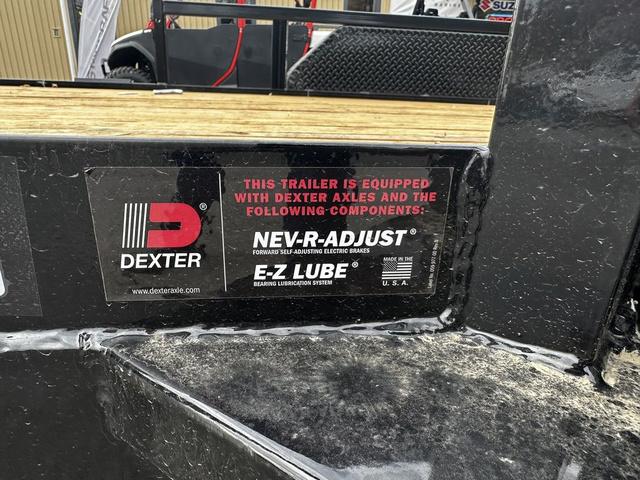 SUZ
THIS TRAILER IS EQUIPPED
WITH DEXTER AXLES AND THE
FOLLOWING COMPONENTS:
DEXTER®
www.dexteraxle.com
NEV-R-ADJUST®
FORWARD SELF-ADJUSTING ELECTRIC BRAKES
E-Z LUBE®
BEARING LUBRICATION SYSTEM
MADE IN THE
U.S.A.